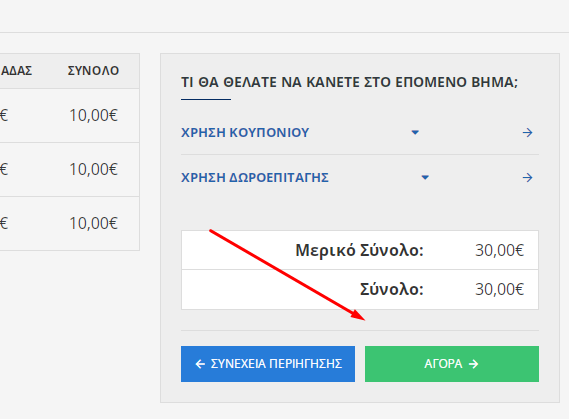 ΑΔΑΣ ΣΥΝΟΛΟ
€ 10,00€
€ 10,00€
€ 10,00€
ΤΙ ΘΑ ΘΕΛΑΤΕ ΝΑ ΚΑΝΕΤΕ ΣΤΟ ΕΠΟΜΕΝΟ ΒΗΜΑ;
ΧΡΗΣΗ ΚΟΥΠΟΝΙΟΥ
ΧΡΗΣΗ ΔΩΡΟΕΠΙΤΑΓΗΣ
Μερικό Σύνολο: 30,00€
Σύνολο: 30,00€
← ΣΥΝΕΧΕΙΑ ΠΕΡΙΗΓΗΣΗΣ
ΑΓΟΡΑ →